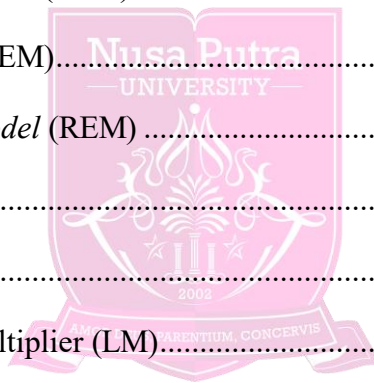 EM)
Nusa Putra
UNIVERSITY
del (REM)
2002
PARENTIUM, CONCERVIS
ltiplier (LM)